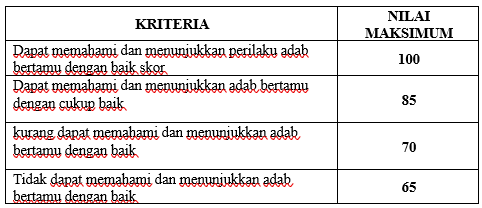 KRITERIA
NILAI
MAKSIMUM
Dapat memahami dan menunjukkan perilaku adab
bertamu dengan baik skor
100
Dapat memahami dan menunjukkan adab bertamu
dengan cukup baik
85
kurang dapat memahami dan menunjukkan adab
bertamu dengan baik
70
Tidak dapat memahami dan menunjukkan adab
bertamu dengan baik
65